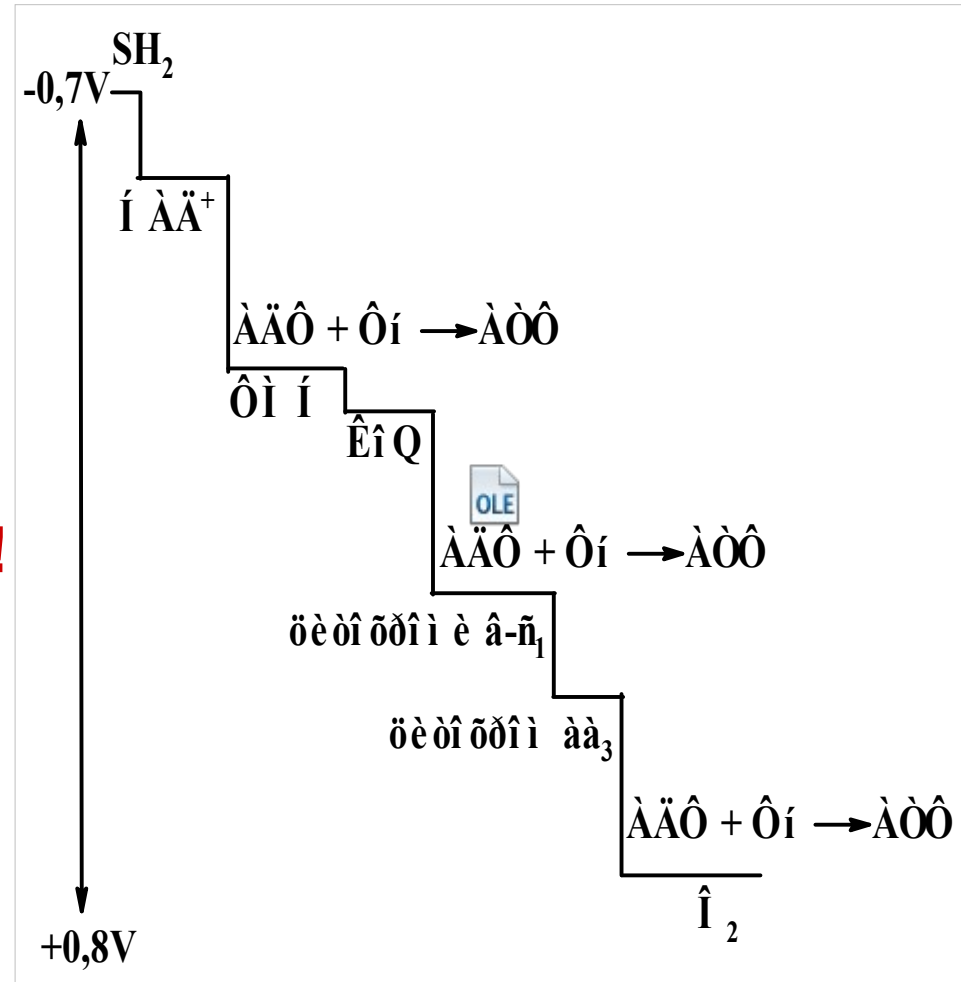 SH₂
-0,7V
Í ÀÄ⁺
ÀÄÔ + Ôí → ÀÒÔ
ÔÌ Í
Êî Q
OLE
!
ÀÄÔ + Ôí → ÀÒÔ
öèòî õðîì è â-ñ₁
öèòî õðîì àà₃
ÀÄÔ + Ôí → ÀÒÔ
Î ₂
+0,8V